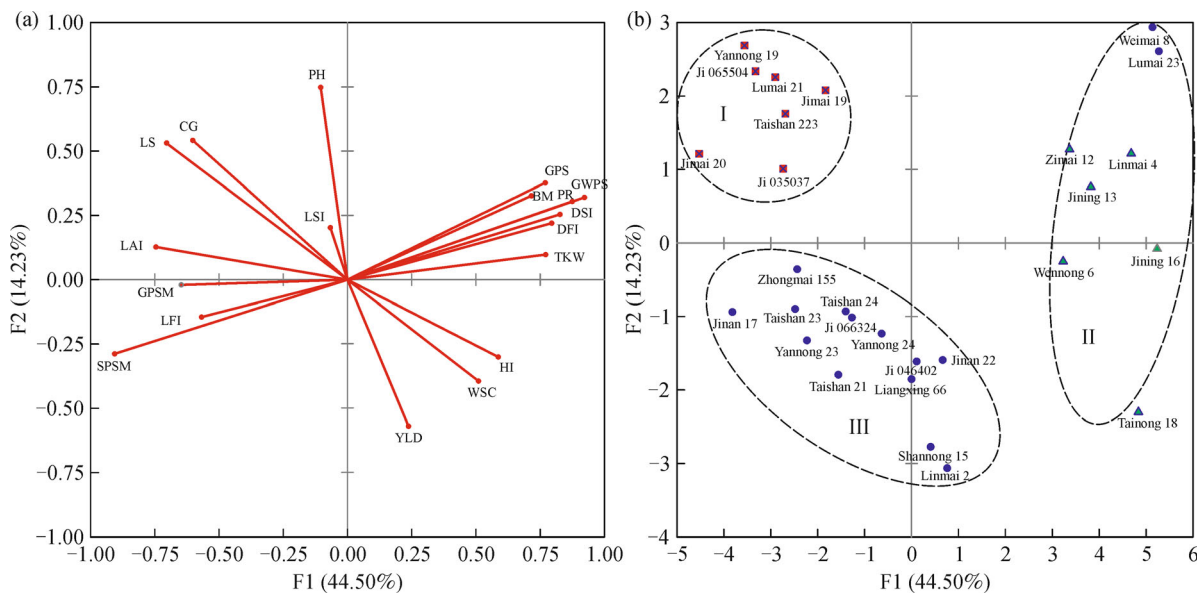 (a)
1.00
0.75
0.50
0.25
0.00
−0.25
−0.50
−0.75
−1.00
F2 (14.23%)
PH
CG
LS
GPS
BM
PR
GWPS
LSI
DSI
DFI
LAI
TKW
GPSM
LFI
SPSM
HI
WSC
YLD
−1.00 −0.75 −0.50 −0.25 0.00 0.25 0.50 0.75 1.00
F1 (44.50%)
(b)
3
2
1
0
−1
−2
−3
−4
F2 (14.23%)
Weimai 8
Yannong 19
Lumai 23
Ji 065504
Lumai 21
Jimai 19
I
Taishan 223
Zimai 12
Linmai 4
Jimai 20
Ji 035037
Jining 13
Wennong 6
Jining 16
Zhongmai 155
Taishan 24
Jinan 17
Taishan 23
Ji 066324
Yannong 24
Yannong 23
II
Jinan 22
Ji 046402
Taishan 21
Liangxing 66
III
Tainong 18
Shannong 15
Linmai 2
−5 −4 −3 −2 −1 0 1 2 3 4 5 6
F1 (44.50%)